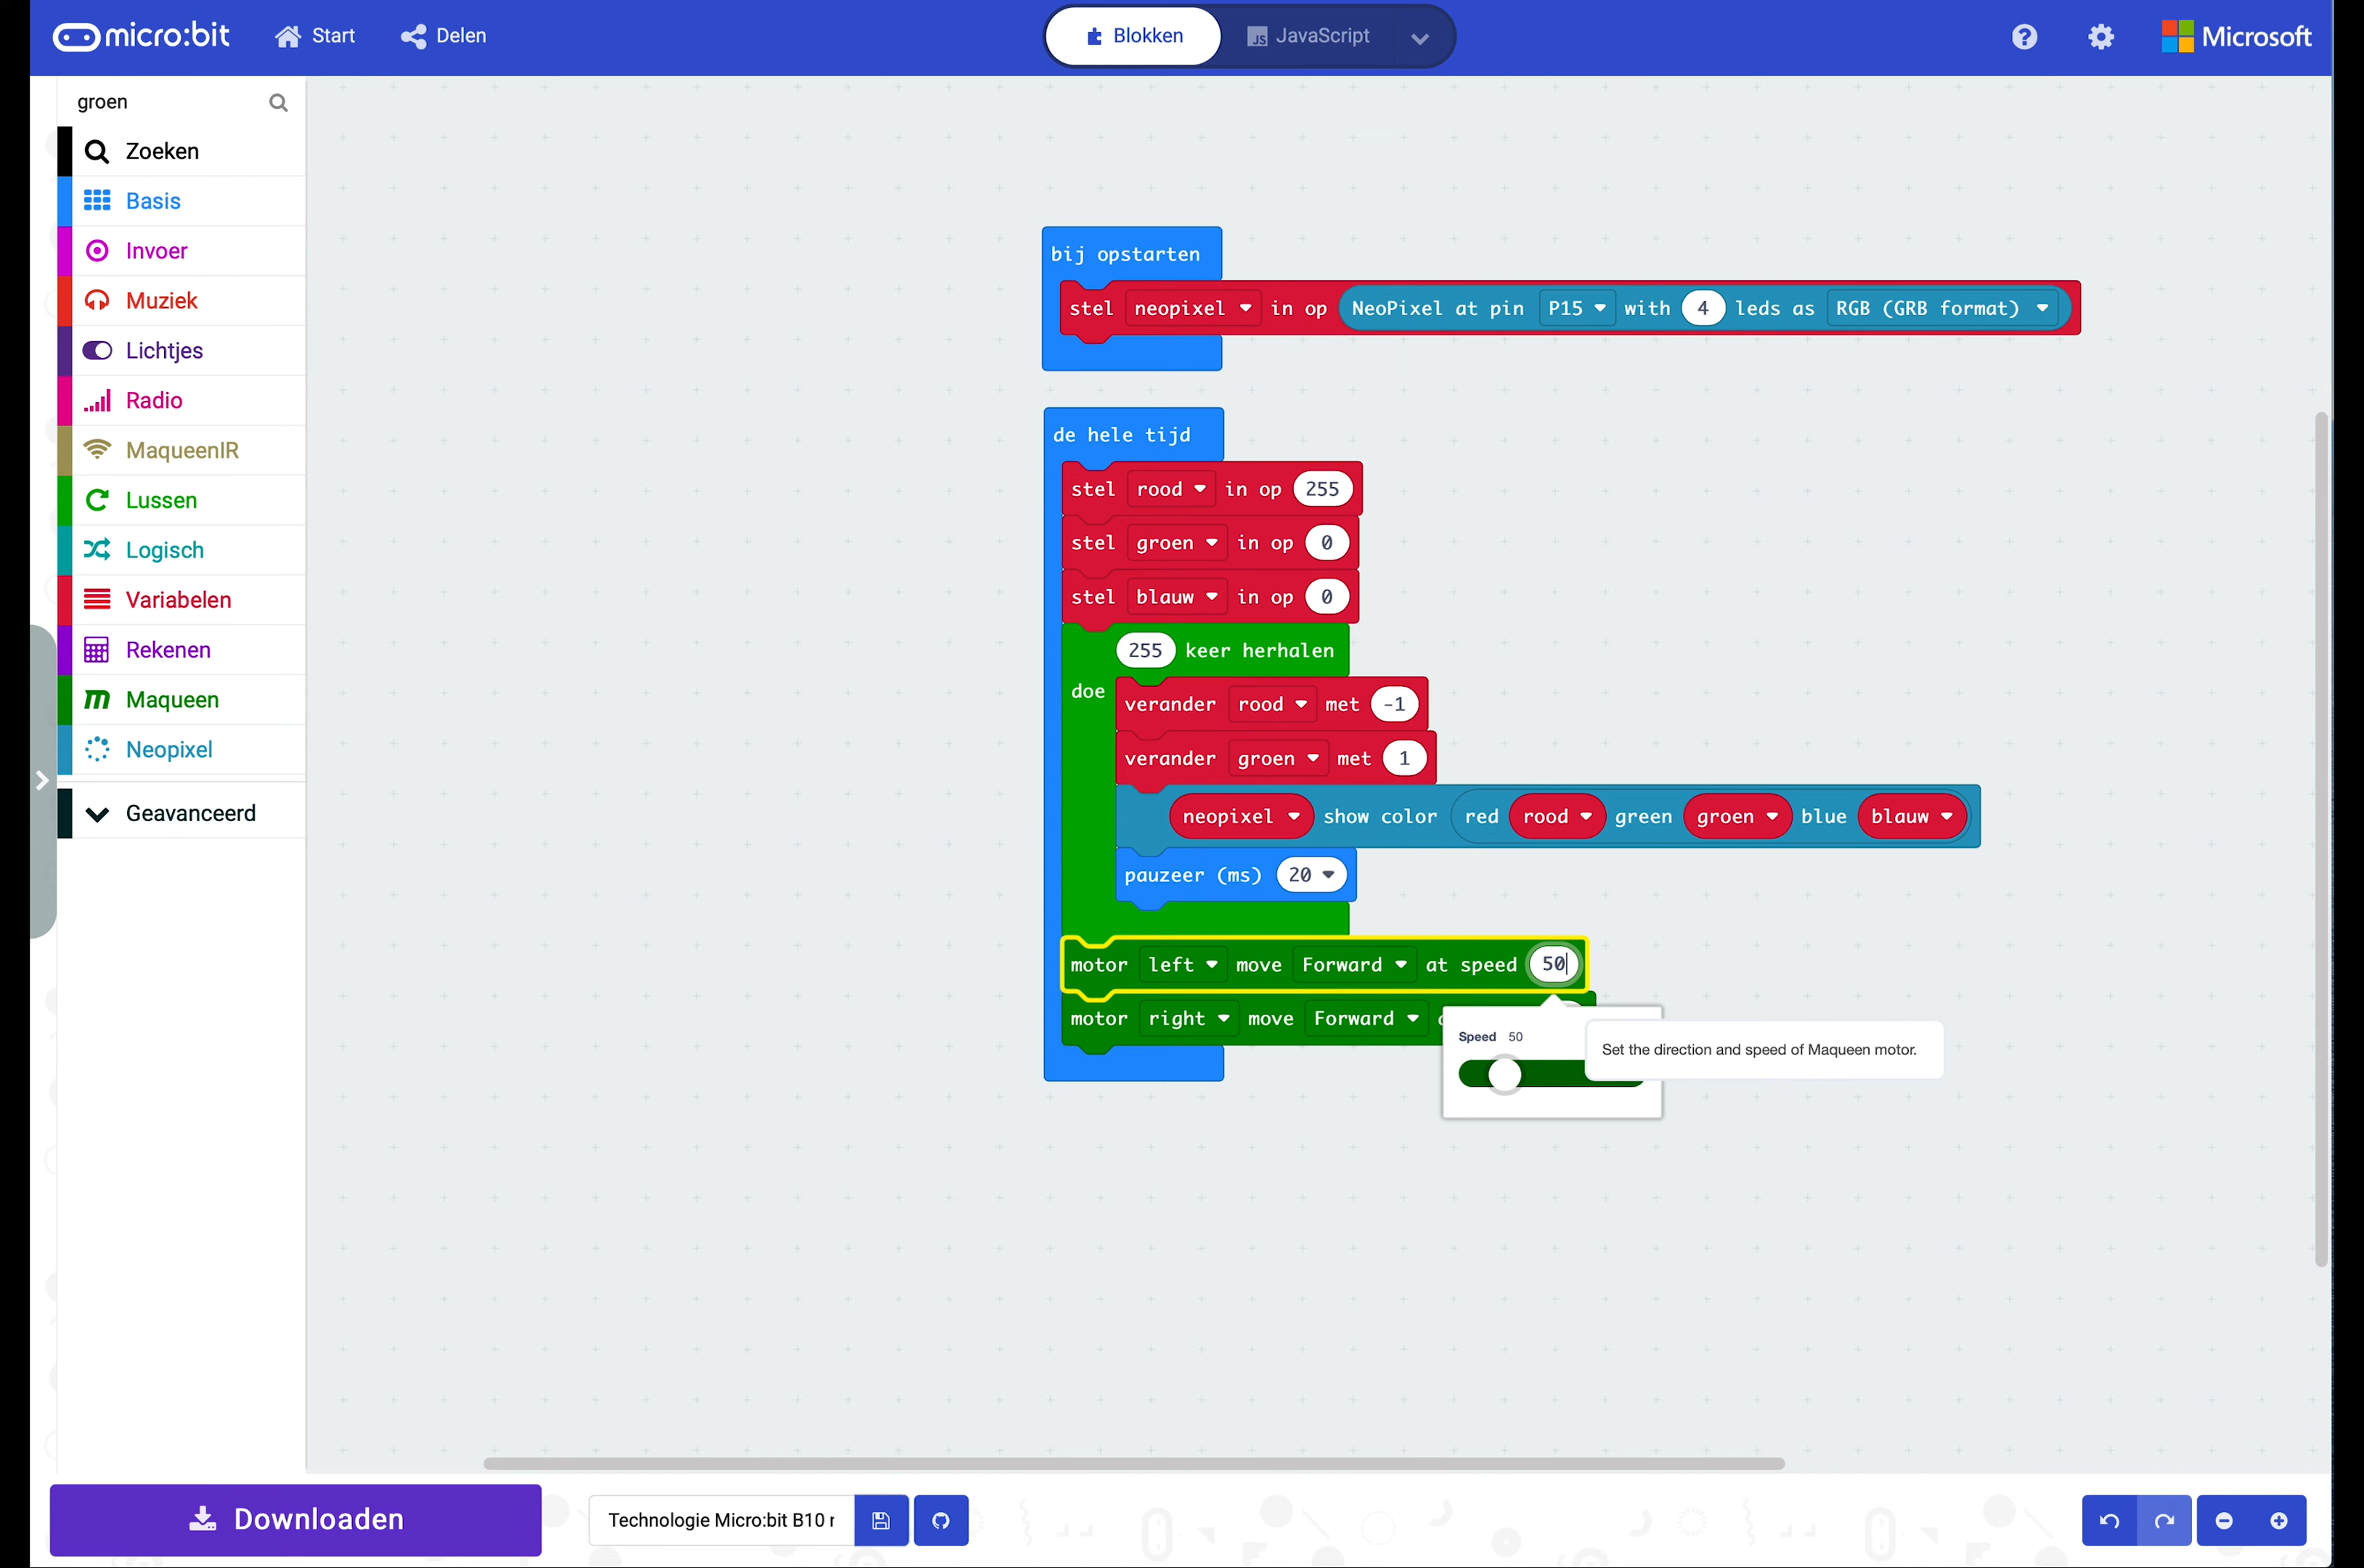 micro:bit Start Delen Blokken JavaScript Microsoft
groen
Zoeken
Basis
Invoer
Muziek
Lichtjes
Radio
MaqueenIR
Lussen
Logisch
Variabelen
Rekenen
Maqueen
Neopixel
Geavanceerd
bij opstarten
stel neopixel in op NeoPixel at pin P15 with 4 leds as RGB (GRB format)
de hele tijd
stel rood in op 255
stel groen in op 0
stel blauw in op 0
255 keer herhalen
doe
verander rood met -1
verander groen met 1
neopixel show color red rood green groen blue blauw
pauzeer (ms) 20
motor left move Forward at speed 50
motor right move Forward
Speed 50
Set the direction and speed of Maqueen motor.
Downloaden
Technologie Micro:bit B10